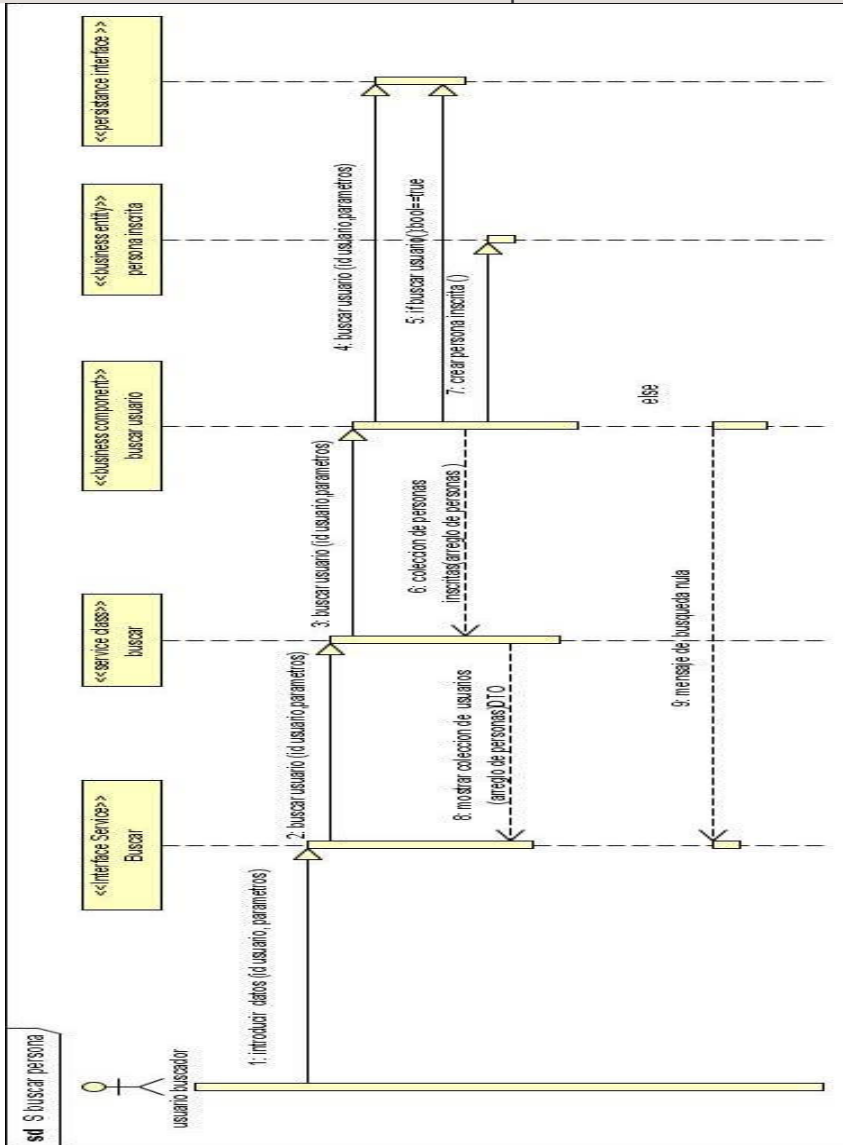 sd S buscar persona
usuario buscador
<<Interface Service>>
Buscar
<<service class>>
buscar
<<business component>>
buscar usuario
<<business entity>>
persona inscrita
<<persistance interface >>
1: introducir datos (id usuario, parametros)
2: buscar usuario (id usuario,parametros)
3: buscar usuario (id usuario,parametros)
4: buscar usuario (id usuario,parametros)
5: if buscar usuario():bool==true
6: coleccion de personas
inscritas(arreglo de personas )
7: crear persona inscrita ()
8: mostrar coleccion de usuarios
(arreglo de personas)DTO
else
9: mensaje de busqueda nula